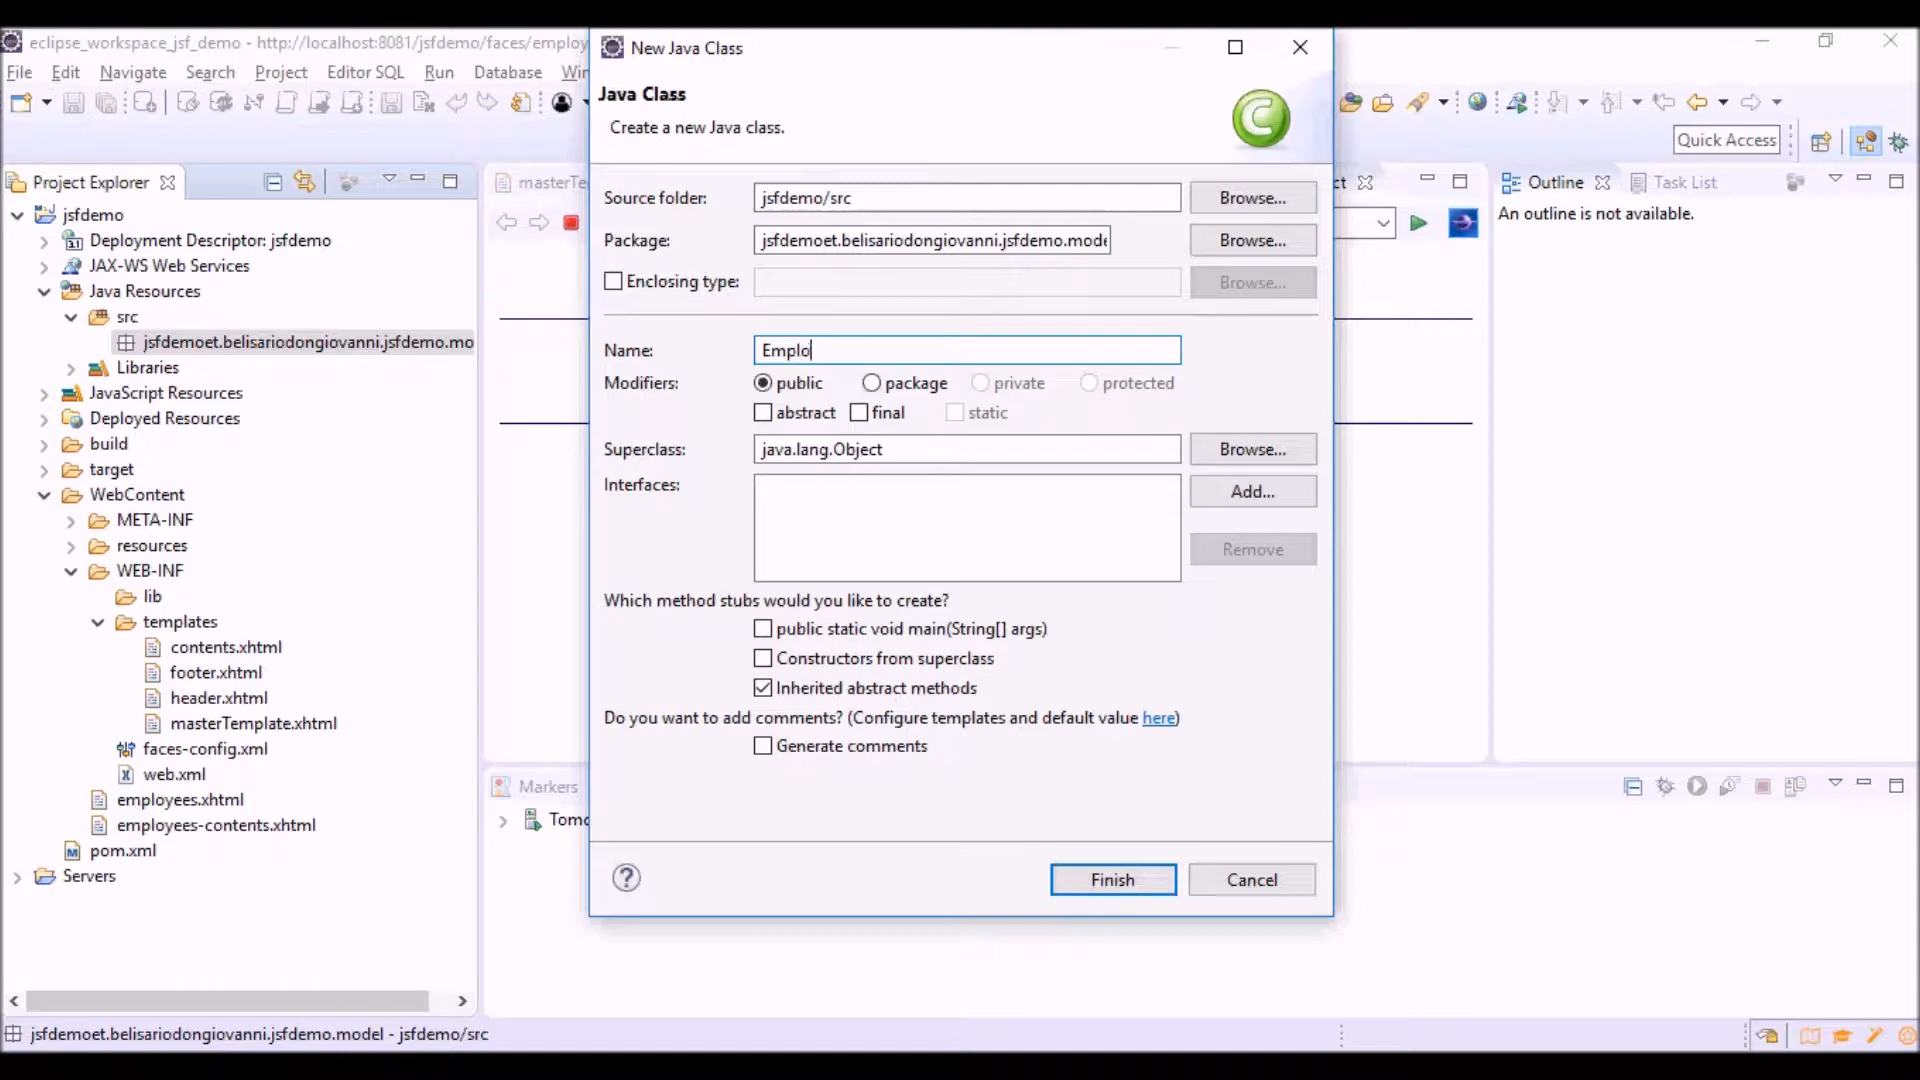 eclipse_workspace_jsf_demo - http://localhost:8081/jsfdemo/faces/employ
File Edit Navigate Search Project Editor SQL Run Database Win
Quick Access
Project Explorer
jsfdemo
Deployment Descriptor: jsfdemo
JAX-WS Web Services
Java Resources
src
jsfdemoet.belisariodongiovanni.jsfdemo.mo
Libraries
JavaScript Resources
Deployed Resources
build
target
WebContent
META-INF
resources
WEB-INF
lib
templates
contents.xhtml
footer.xhtml
header.xhtml
masterTemplate.xhtml
faces-config.xml
web.xml
employees.xhtml
employees-contents.xhtml
pom.xml
Servers
masterTe
New Java Class
Java Class
Create a new Java class.
Source folder: jsfdemo/src Browse...
Package: jsfdemoet.belisariodongiovanni.jsfdemo.mode Browse...
Enclosing type: Browse...
Name: Emplo
Modifiers: public package private protected
abstract final static
Superclass: java.lang.Object Browse...
Interfaces: Add...
Remove
Which method stubs would you like to create?
public static void main(String[] args)
Constructors from superclass
Inherited abstract methods
Do you want to add comments? (Configure templates and default value here)
Generate comments
Finish Cancel
ct
Outline Task List
An outline is not available.
Markers
Tomc
jsfdemoet.belisariodongiovanni.jsfdemo.model - jsfdemo/src